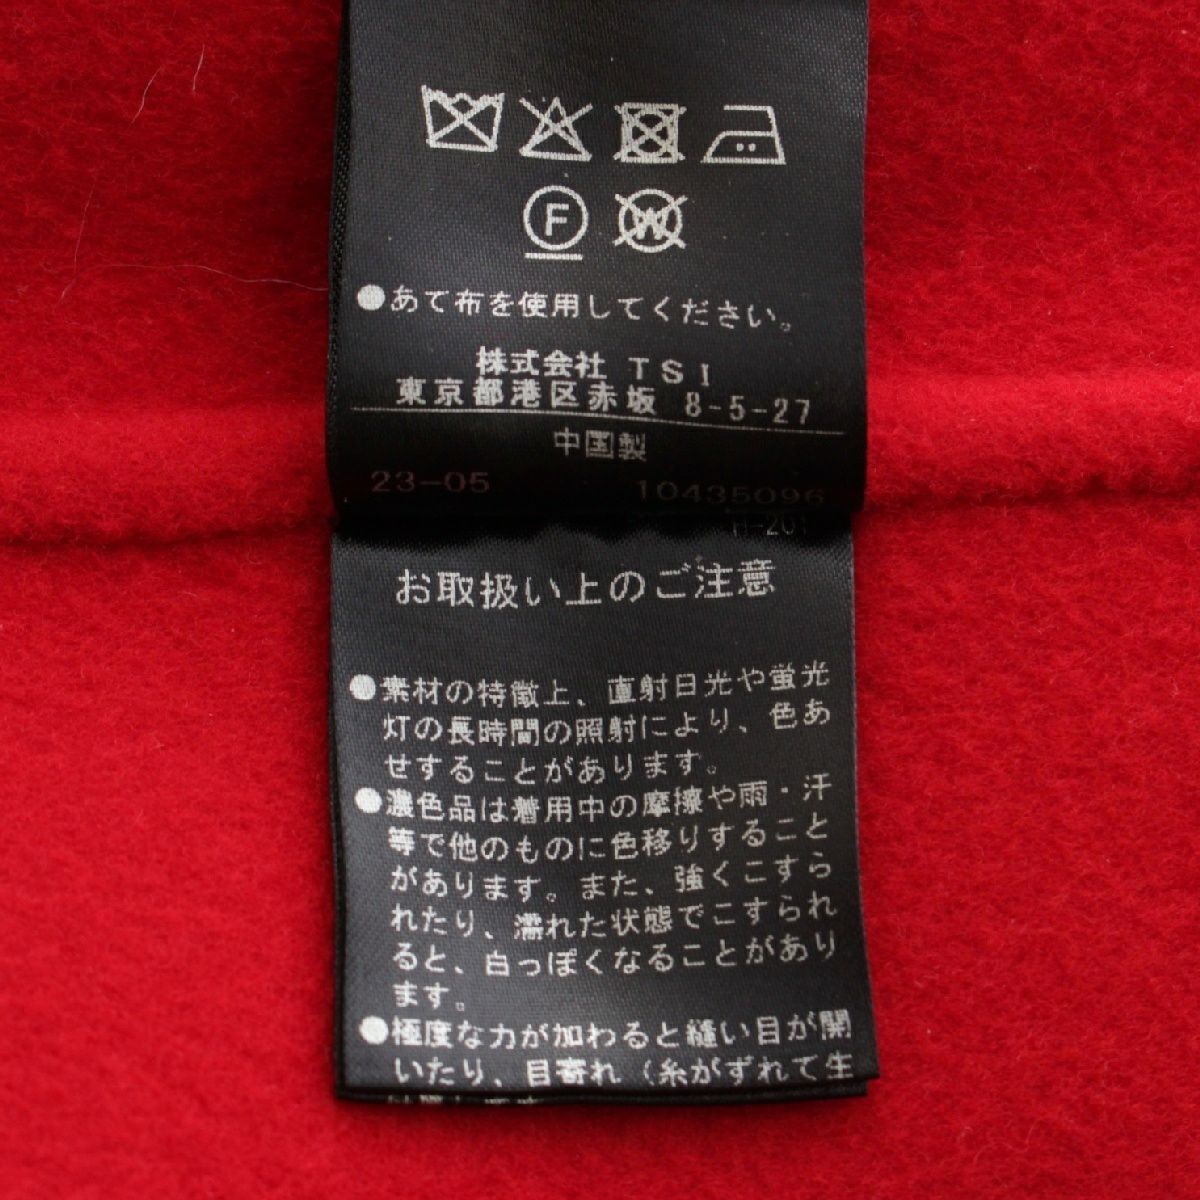 F W
●あて布を使用してください。
株式会社 TSI
東京都港区赤坂 8-5-27
中国製
23-05 10435096
H-201
お取扱い上のご注意
●素材の特徴上、直射日光や蛍光
灯の長時間の照射により、色あ
せすることがあります。
●濃色品は着用中の摩擦や雨・汗
等で他のものに色移りすること
があります。また、強くこすら
れたり、濡れた状態でこすられ
ると、白っぽくなることがあり
ます。
●極度な力が加わると縫い目が開
いたり、目寄れ（糸がずれて生